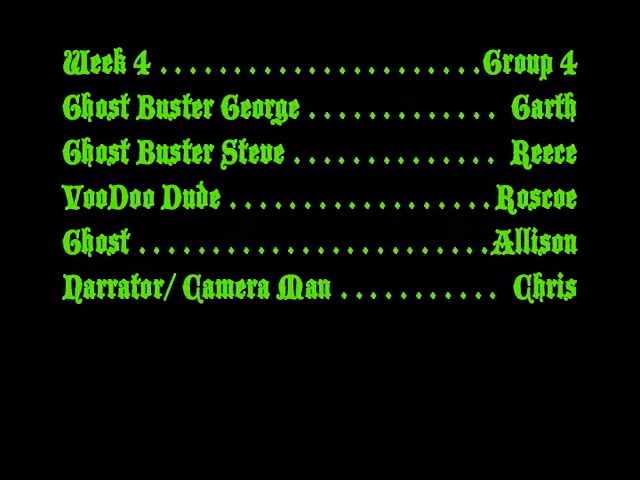 Week 4 . . . . . . . . . . . . . . . . . . . . . . Group 4
Ghost Buster George . . . . . . . . . . . . . Garth
Ghost Buster Steve . . . . . . . . . . . . . . Reece
VooDoo Dude . . . . . . . . . . . . . . . . . . Roscoe
Ghost . . . . . . . . . . . . . . . . . . . . . . . . Allison
Narrator/ Camera Man . . . . . . . . . . . Chris